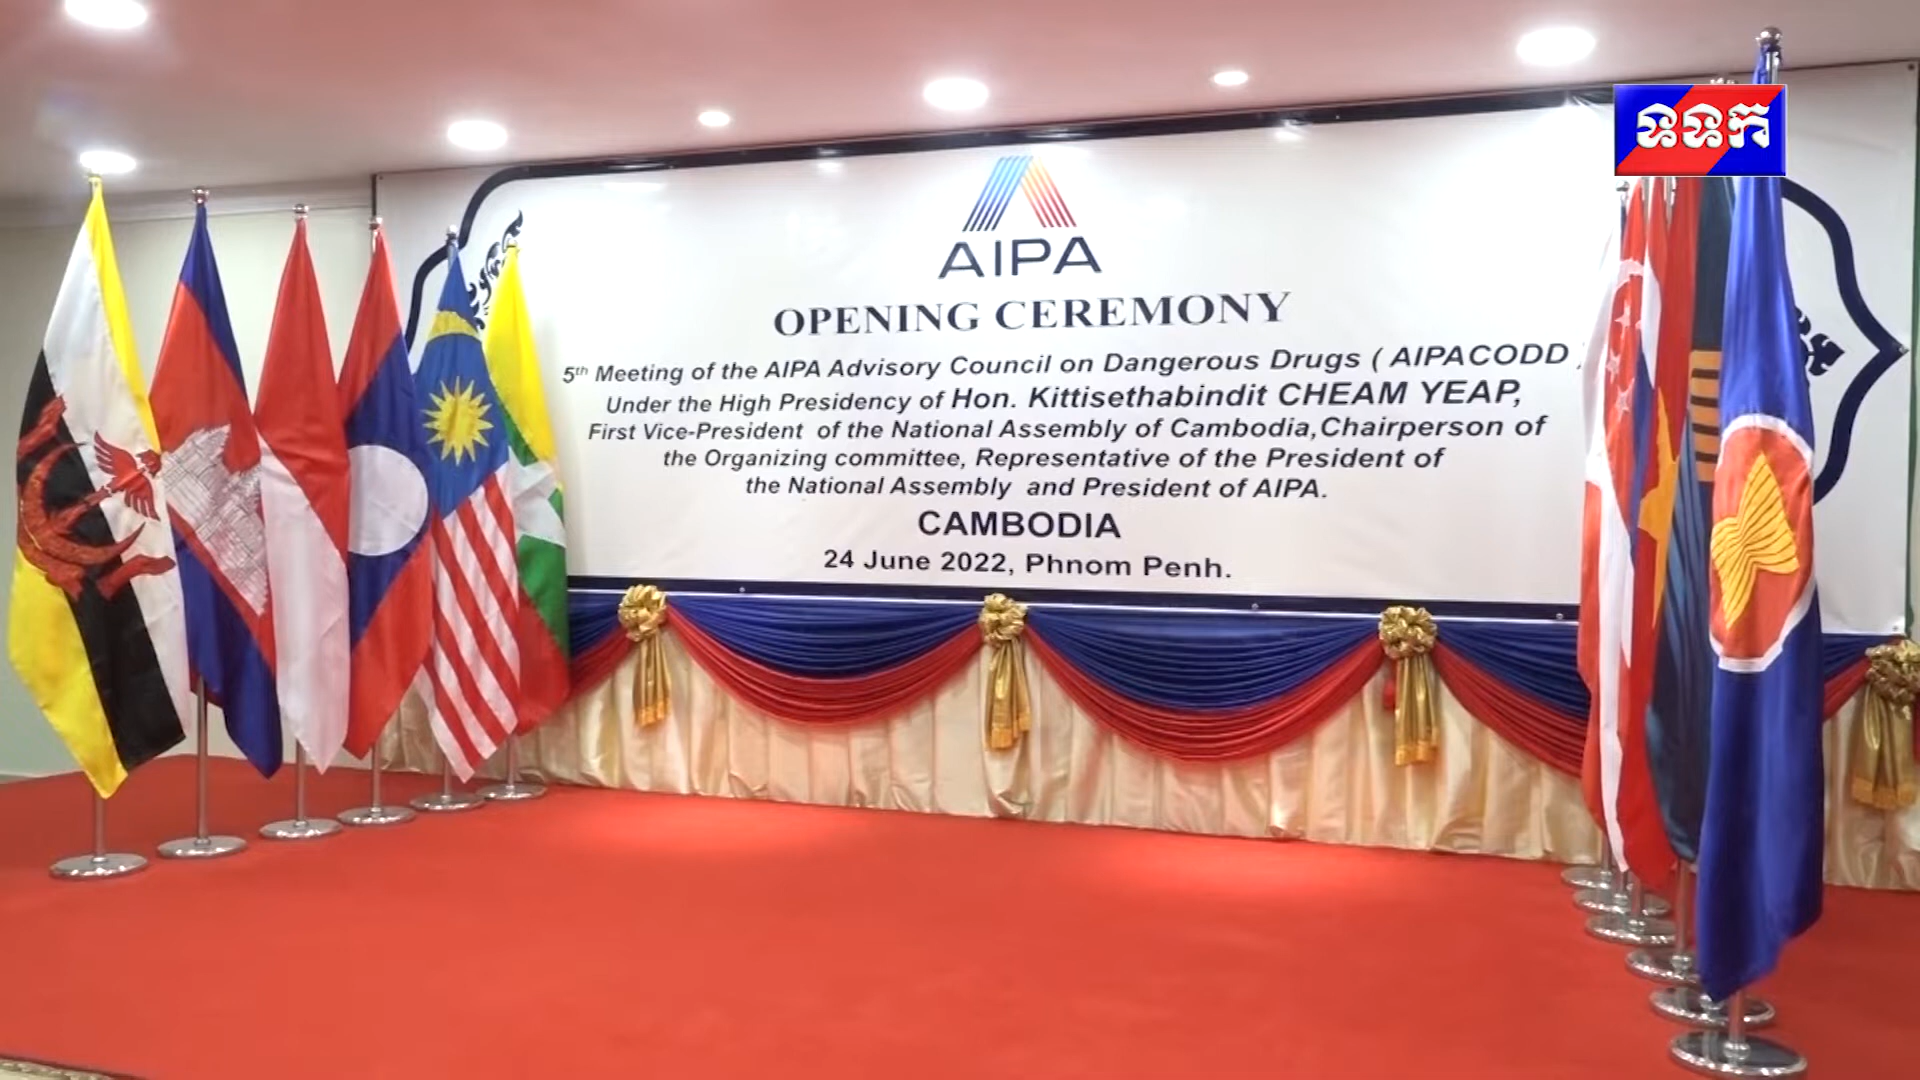 ទទក
AIPA
OPENING CEREMONY
5th Meeting of the AIPA Advisory Council on Dangerous Drugs ( AIPACODD )
Under the High Presidency of Hon. Kittisethabindit CHEAM YEAP,
First Vice-President of the National Assembly of Cambodia, Chairperson of
the Organizing committee, Representative of the President of
the National Assembly and President of AIPA.
CAMBODIA
24 June 2022, Phnom Penh.